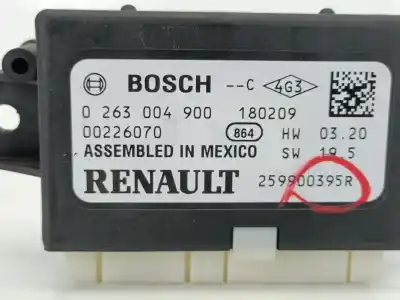 BOSCH --C 4G3
0 263 004 900 180209
00226070 864 HW 03.20
ASSEMBLED IN MEXICO SW 19.5
RENAULT 259900395R